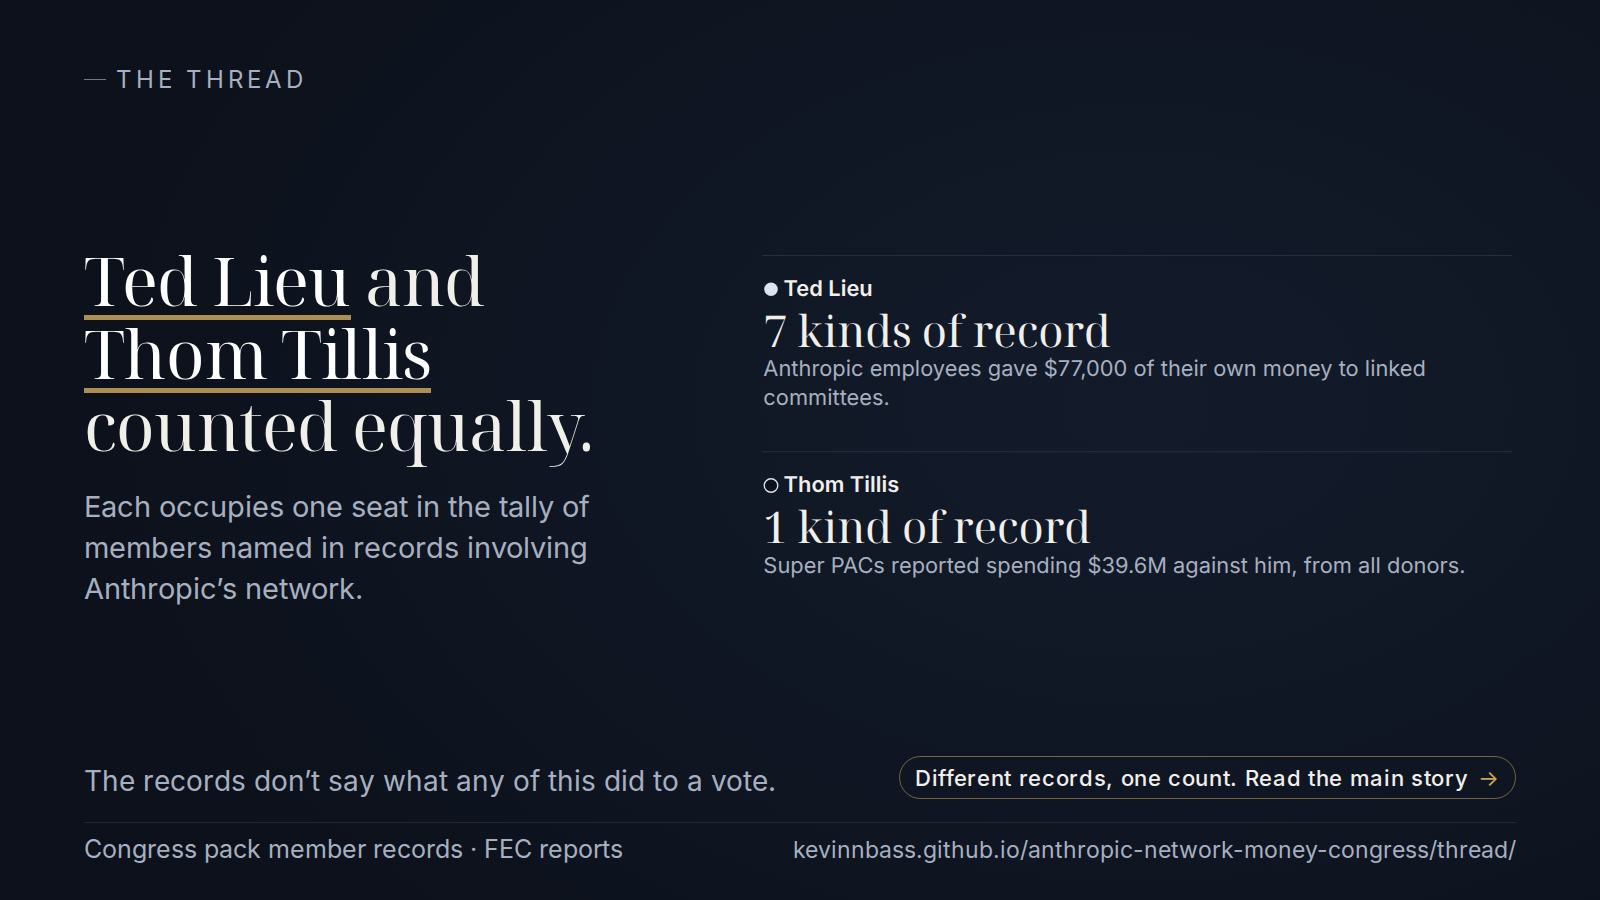 — THE THREAD
Ted Lieu and
Thom Tillis
counted equally.
Each occupies one seat in the tally of
members named in records involving
Anthropic’s network.
Ted Lieu
7 kinds of record
Anthropic employees gave $77,000 of their own money to linked
committees.
Thom Tillis
1 kind of record
Super PACs reported spending $39.6M against him, from all donors.
The records don’t say what any of this did to a vote.
Different records, one count. Read the main story →
Congress pack member records · FEC reports
kevinnbass.github.io/anthropic-network-money-congress/thread/